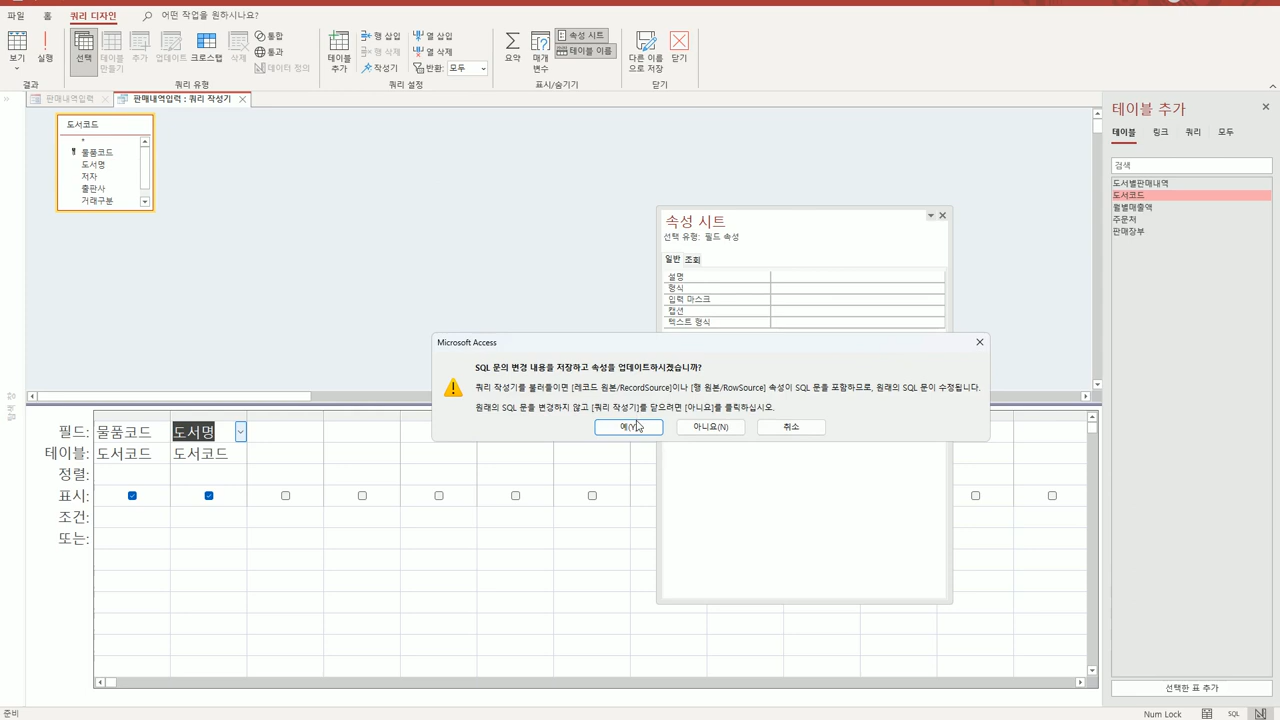 파일 홈 쿼리 디자인 어떤 작업을 원하시나요?
보기 실행 선택 테이블 만들기 추가 업데이트 크로스탭 삭제 통합 통과 데이터 정의 테이블 추가 행 삽입 행 삭제 작성기 열 삽입 열 삭제 반환: 모두 요약 매개 변수 속성 시트 테이블 이름 다른 이름으로 저장 닫기
결과 쿼리 유형 쿼리 설정 표시/숨기기 닫기
판매내역입력 판매내역입력 : 쿼리 작성기
도서코드
*
물품코드
도서명
저자
출판사
거래구분
테이블 추가
테이블 링크 쿼리 모두
검색
도서별판매내역
도서코드
월별매출액
주문처
판매장부
속성 시트
선택 유형: 필드 속성
일반 조회
설명
형식
입력 마스크
캡션
텍스트 형식
Microsoft Access
SQL 문의 변경 내용을 저장하고 속성을 업데이트하시겠습니까?
쿼리 작성기를 불러들이면 [레코드 원본/RecordSource]이나 [행 원본/RowSource] 속성이 SQL 문을 포함하므로, 원래의 SQL 문이 수정됩니다.
원래의 SQL 문을 변경하지 않고 [쿼리 작성기]를 닫으려면 [아니요]를 클릭하십시오.
예(Y) 아니요(N) 취소
필드: 물품코드 도서명
테이블: 도서코드 도서코드
정렬:
표시:
조건:
또는:
선택한 표 추가
준비 Num Lock SQL